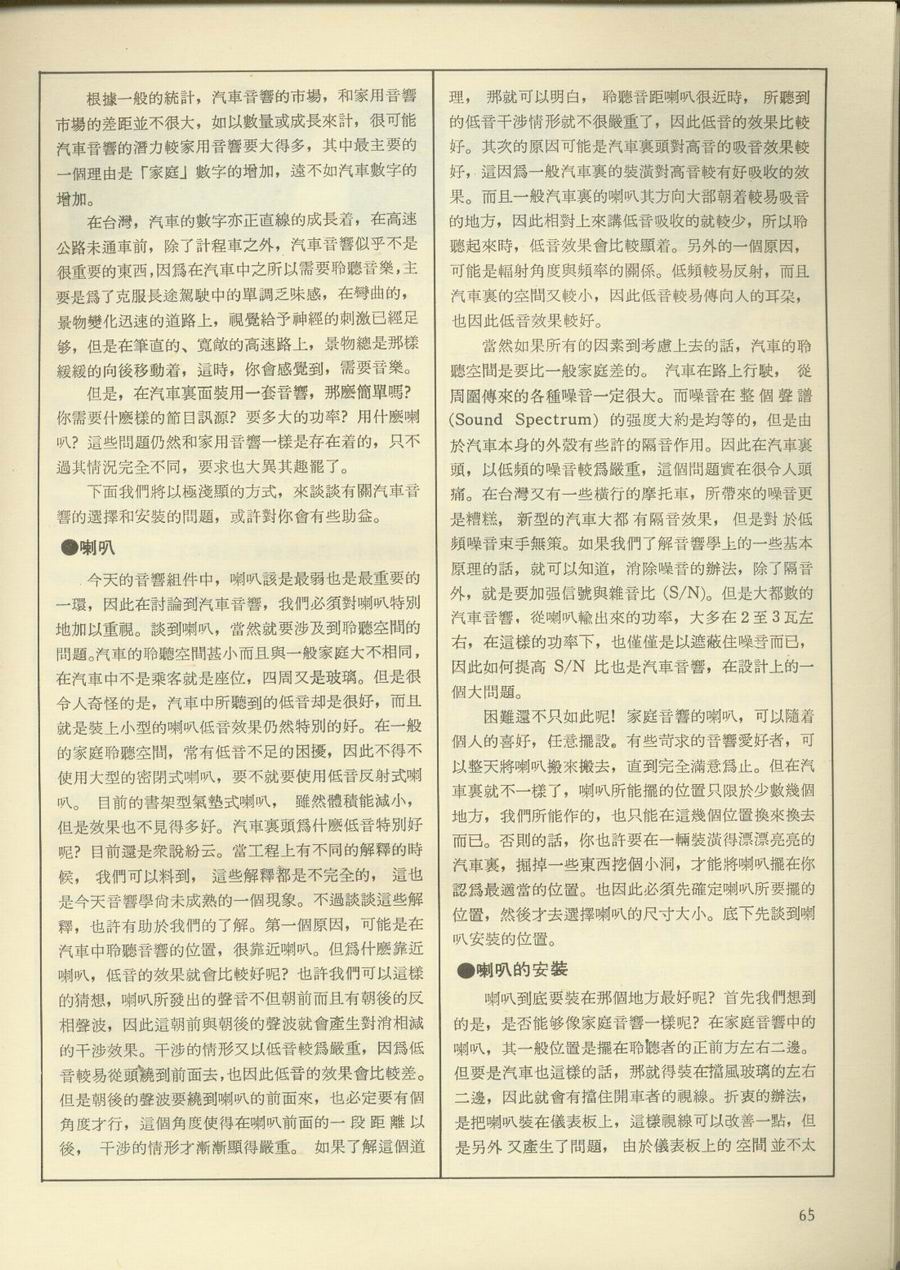 根據一般的統計，汽車音響的市場，和家用音響
市場的差距並不很大，如以數量或成長來計，很可能
汽車音響的潛力較家用音響要大得多，其中最主要的
一個理由是「家庭」數字的增加，遠不如汽車數字的
增加。
在台灣，汽車的數字亦正直線的成長着，在高速
公路未通車前，除了計程車之外，汽車音響似乎不是
很重要的東西，因爲在汽車中之所以需要聆聽音樂，主
要是爲了克服長途駕駛中的單調乏味感，在彎曲的，
景物變化迅速的道路上，視覺給予神經的刺激已經足
够，但是在筆直的、寬敞的高速路上，景物總是那樣
緩緩的向後移動着，這時，你會感覺到，需要音樂。
但是，在汽車裏面裝用一套音響，那麽簡單嗎？
你需要什麽樣的節目訊源？要多大的功率？用什麽喇
叭？這些問題仍然和家用音響一樣是存在着的，只不
過其情況完全不同，要求也大異其趣罷了。
下面我們將以極淺顯的方式，來談談有關汽車音
響的選擇和安裝的問題，或許對你會有些助益。
●喇叭
今天的音響組件中，喇叭該是最弱也是最重要的
一環，因此在討論到汽車音響，我們必須對喇叭特別
地加以重視。談到喇叭，當然就要涉及到聆聽空間的
問題。汽車的聆聽空間甚小而且與一般家庭大不相同，
在汽車中不是乘客就是座位，四周又是玻璃。但是很
令人奇怪的是，汽車中所聽到的低音却是很好，而且
就是裝上小型的喇叭低音效果仍然特別的好。在一般
的家庭聆聽空間，常有低音不足的困擾，因此不得不
使用大型的密閉式喇叭，要不就要使用低音反射式喇
叭。 目前的書架型氣墊式喇叭， 雖然體積能減小，
但是效果也不見得多好。汽車裏頭爲什麽低音特別好
呢？目前還是衆說紛云。當工程上有不同的解釋的時
候， 我們可以料到， 這些解釋都是不完全的， 這也
是今天音響學尙未成熟的一個現象。不過談談這些解
釋，也許有助於我們的了解。第一個原因，可能是在
汽車中聆聽音響的位置，很靠近喇叭。但爲什麽靠近
喇叭，低音的效果就會比較好呢？也許我們可以這樣
的猜想，喇叭所發出的聲音不但朝前而且有朝後的反
相聲波，因此這朝前與朝後的聲波就會產生對消相減
的干涉效果。干涉的情形又以低音較爲嚴重，因爲低
音較易從頭繞到前面去，也因此低音的效果會比較差。
但是朝後的聲波要繞到喇叭的前面來，也必定要有個
角度才行，這個角度使得在喇叭前面的一 段 距 離 以
後， 干涉的情形才漸漸顯得嚴重。 如果了解這個道
理， 那就可以明白， 聆聽音距喇叭很近時， 所聽到
的低音干涉情形就不很嚴重了，因此低音的效果比較
好。其次的原因可能是汽車裏頭對高音的吸音效果較
好，這因爲一般汽車裏的裝潢對高音較有好吸收的效
果。而且一般汽車裏的喇叭其方向大部朝着較易吸音
的地方，因此相對上來講低音吸收的就較少，所以聆
聽起來時，低音效果會比較顯着。另外的一個原因，
可能是輻射角度與頻率的關係。低頻較易反射，而且
汽車裏的空間又較小，因此低音較易傳向人的耳朶，
也因此低音效果較好。
當然如果所有的因素到考慮上去的話，汽車的聆
聽空間是要比一般家庭差的。 汽車在路上行駛， 從
周圍傳來的各種噪音一定很大。而噪音在 整 個 聲 譜
(Sound Spectrum) 的强度大約是均等的，但是由
於汽車本身的外殼有些許的隔音作用。因此在汽車裏
頭，以低頻的噪音較爲嚴重，這個問題實在很令人頭
痛。在台灣又有一些橫行的摩托車，所帶來的噪音更
是糟糕， 新型的汽車大都 有隔音效果， 但是對 於低
頻噪音束手無策。如果我們了解音響學上的一些基本
原理的話，就可以知道，消除噪音的辦法，除了隔音
外，就是要加强信號與雜音比 (S/N)。但是大都數的
汽車音響，從喇叭輸出來的功率，大多在 2 至 3 瓦左
右，在這樣的功率下，也僅僅是以遮蔽住噪音而已，
因此如何提高 S/N 比也是汽車音響，在設計上的一
個大問題。
困難還不只如此呢！家庭音響的喇叭，可以隨着
個人的喜好，任意擺設。有些苛求的音響愛好者，可
以整天將喇叭搬來搬去，直到完全滿意爲止。但在汽
車裏就不一樣了，喇叭所能擺的位置只限於少數幾個
地方，我們所能作的，也只能在這幾個位置換來換去
而已。否則的話，你也許要在一輛裝潢得漂漂亮亮的
汽車裏，掘掉一些東西挖個小洞，才能將喇叭擺在你
認爲最適當的位置。也因此必須先確定喇叭所要擺的
位置，然後才去選擇喇叭的尺寸大小。底下先談到喇
叭安裝的位置。
●喇叭的安裝
喇叭到底要裝在那個地方最好呢？首先我們想到
的是，是否能够像家庭音響一樣呢？在家庭音響中的
喇叭，其一般位置是擺在聆聽者的正前方左右二邊。
但要是汽車也這樣的話，那就得裝在擋風玻璃的左右
二邊，因此就會有擋住開車者的視線。折衷的辦法，
是把喇叭裝在儀表板上，這樣視線可以改善一點，但
是另外 又產生了問題， 由於儀表板上的 空間 並不太
65